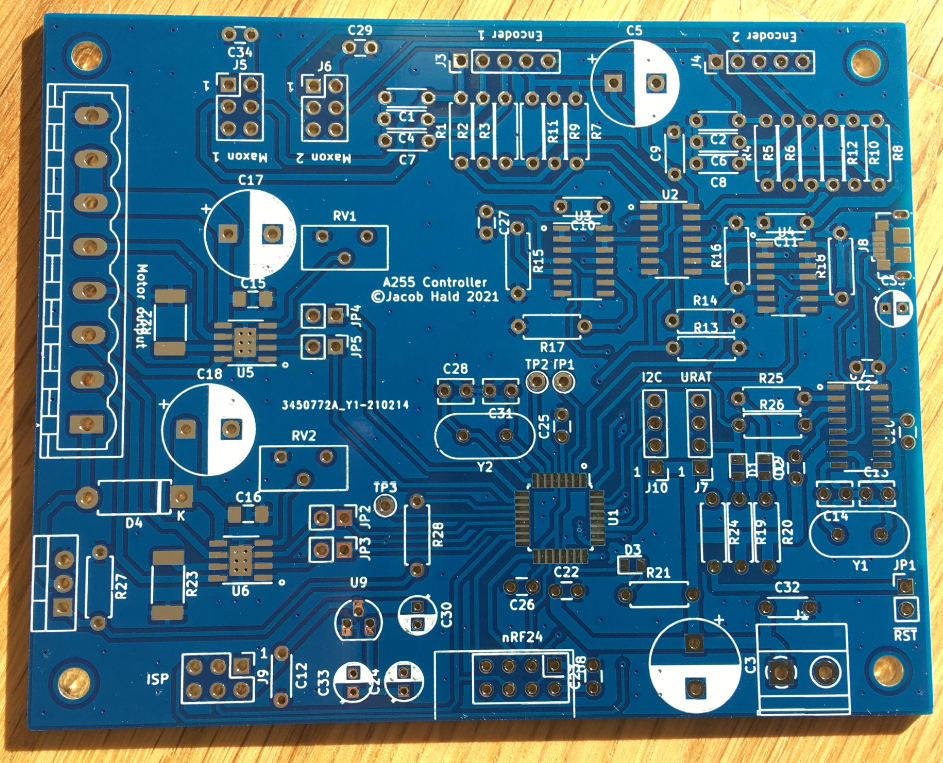 C34
C29
Encoder 1
C5
Encoder 2
J5
J6
J3
J4
1
1
Maxon 1
Maxon 2
C1
C4
C7
R1
R2
R3
R11
R9
R7
C9
C2
C6
C8
R4
R5
R6
R12
R10
R8
C17
RV1
C27
U3
C10
U2
R16
U4
C11
R18
J8
R15
A255 Controller
©Jacob Hald 2021
C15
Motor Output
R22
JP4
JP5
U5
R14
R13
R17
C18
C28
TP2
TP1
I2C
URAT
R25
R26
3450772A_Y1-210214
C31
C25
Y2
RV2
1
J10
1
J7
D1
TP3
D4
K
C16
JP2
JP3
R28
U1
R24
R19
R20
C14
C13
Y1
R27
R23
U6
U9
C30
D3
R21
C26
C22
C32
J1
JP1
RST
nRF24
ISP
1
J9
C12
C33
C24
C23
C3